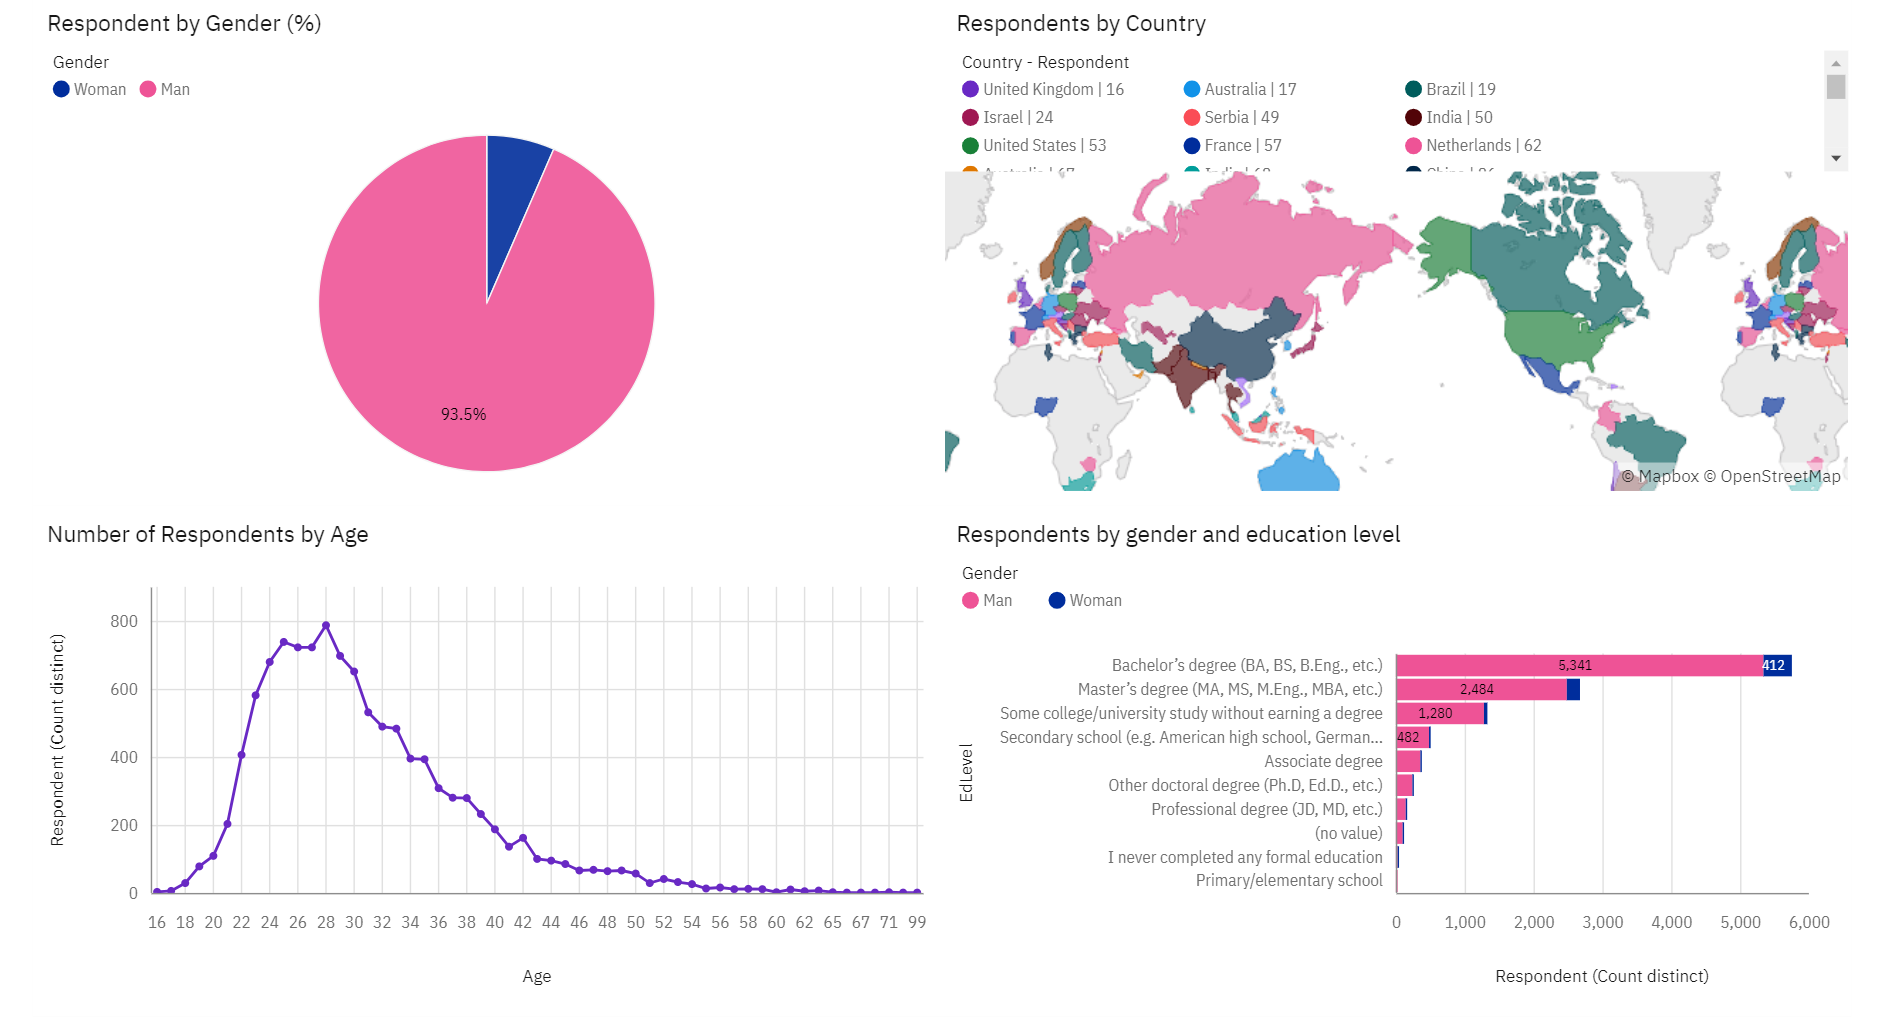 Respondent by Gender (%)
Gender
Woman Man
93.5%
Respondents by Country
Country - Respondent
United Kingdom | 16 Australia | 17 Brazil | 19
Israel | 24 Serbia | 49 India | 50
United States | 53 France | 57 Netherlands | 62
© Mapbox © OpenStreetMap
Number of Respondents by Age
Respondent (Count distinct)
800
600
400
200
0
16 18 20 22 24 26 28 30 32 34 36 38 40 42 44 46 48 50 52 54 56 58 60 62 65 67 71 99
Age
Respondents by gender and education level
Gender
Man Woman
EdLevel
Bachelor’s degree (BA, BS, B.Eng., etc.) 5,341 412
Master’s degree (MA, MS, M.Eng., MBA, etc.) 2,484
Some college/university study without earning a degree 1,280
Secondary school (e.g. American high school, German... 482
Associate degree
Other doctoral degree (Ph.D, Ed.D., etc.)
Professional degree (JD, MD, etc.)
(no value)
I never completed any formal education
Primary/elementary school
0 1,000 2,000 3,000 4,000 5,000 6,000
Respondent (Count distinct)